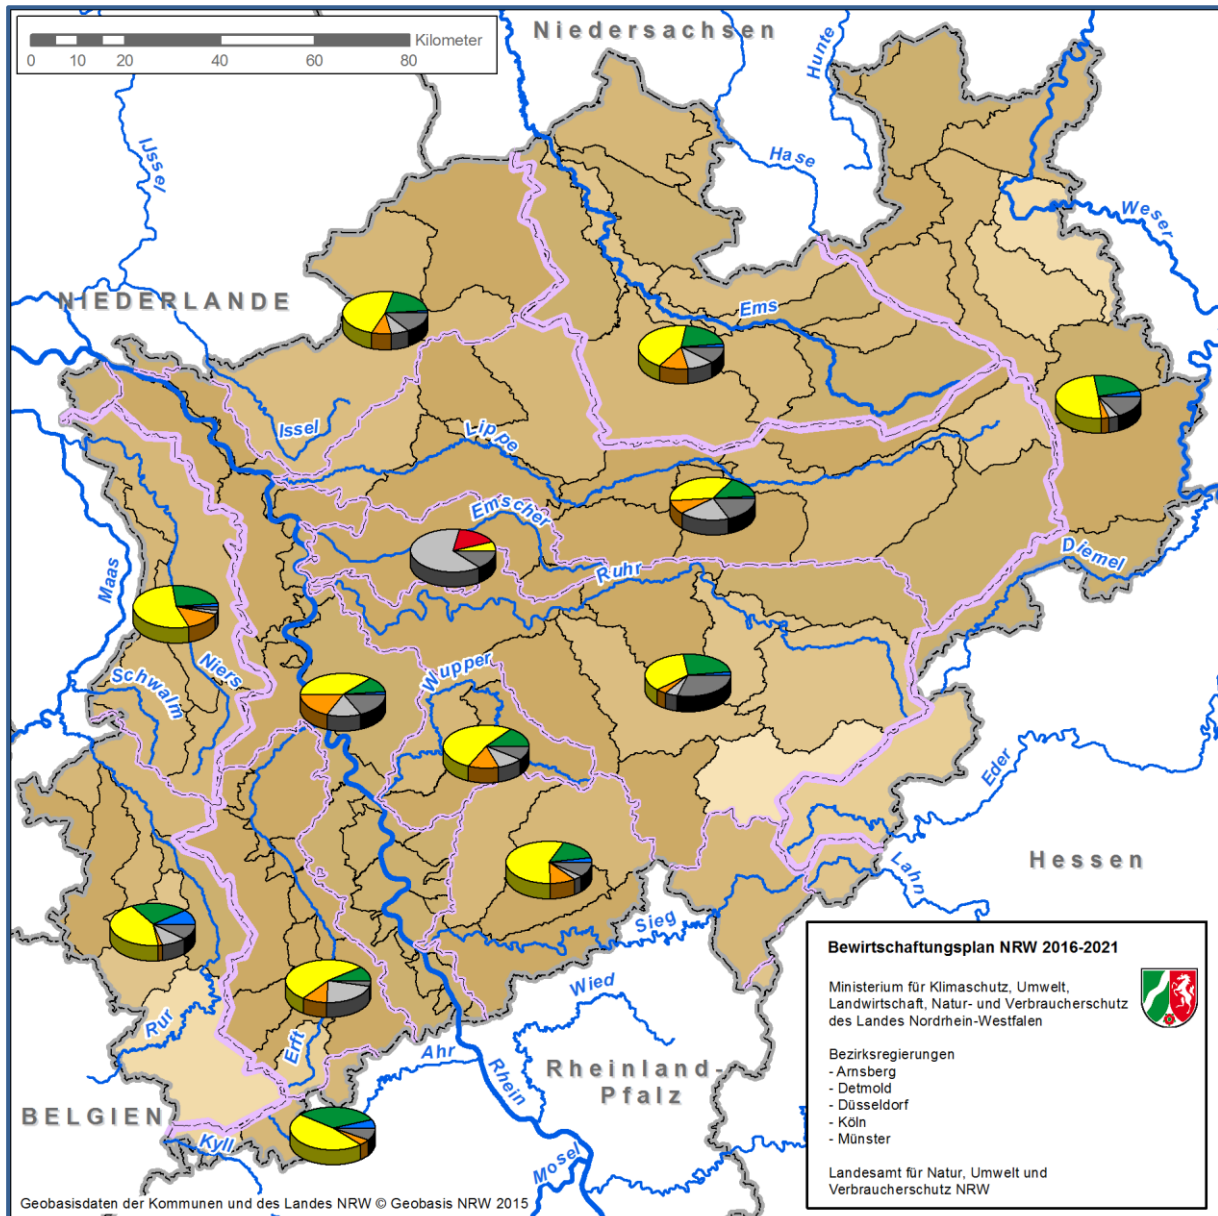 Niedersachsen
Kilometer
0 10 20 40 60 80
Hunte
IJssel
Hase
Weser
NIEDERLANDE
Ems
Issel
Lippe
Emscher
Ruhr
Diemel
Maas
Niers
Schwalm
Wupper
Eder
Lahn
Hessen
Sieg
Wied
Rur
Erft
Ahr
Rhein
Rheinland-
Pfalz
BELGIEN
Kyll
Mosel
Bewirtschaftungsplan NRW 2016-2021
Ministerium für Klimaschutz, Umwelt,
Landwirtschaft, Natur- und Verbraucherschutz
des Landes Nordrhein-Westfalen
Bezirksregierungen
- Arnsberg
- Detmold
- Düsseldorf
- Köln
- Münster
Landesamt für Natur, Umwelt und
Verbraucherschutz NRW
Geobasisdaten der Kommunen und des Landes NRW © Geobasis NRW 2015